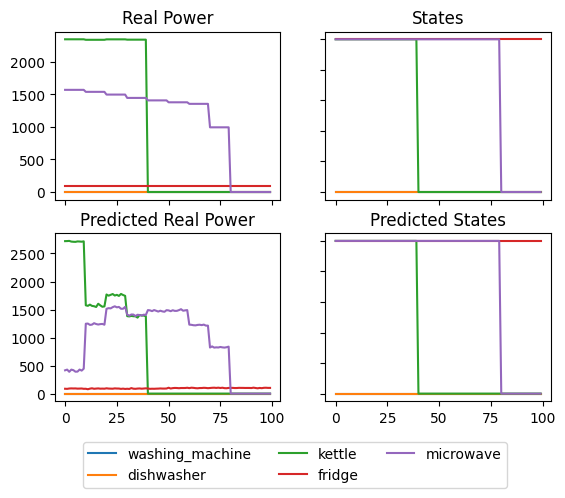 Real Power
States
2000
1500
1000
500
0
Predicted Real Power
Predicted States
2500
2000
1500
1000
500
0
0 25 50 75 100
0 25 50 75 100
washing_machine kettle microwave
dishwasher fridge